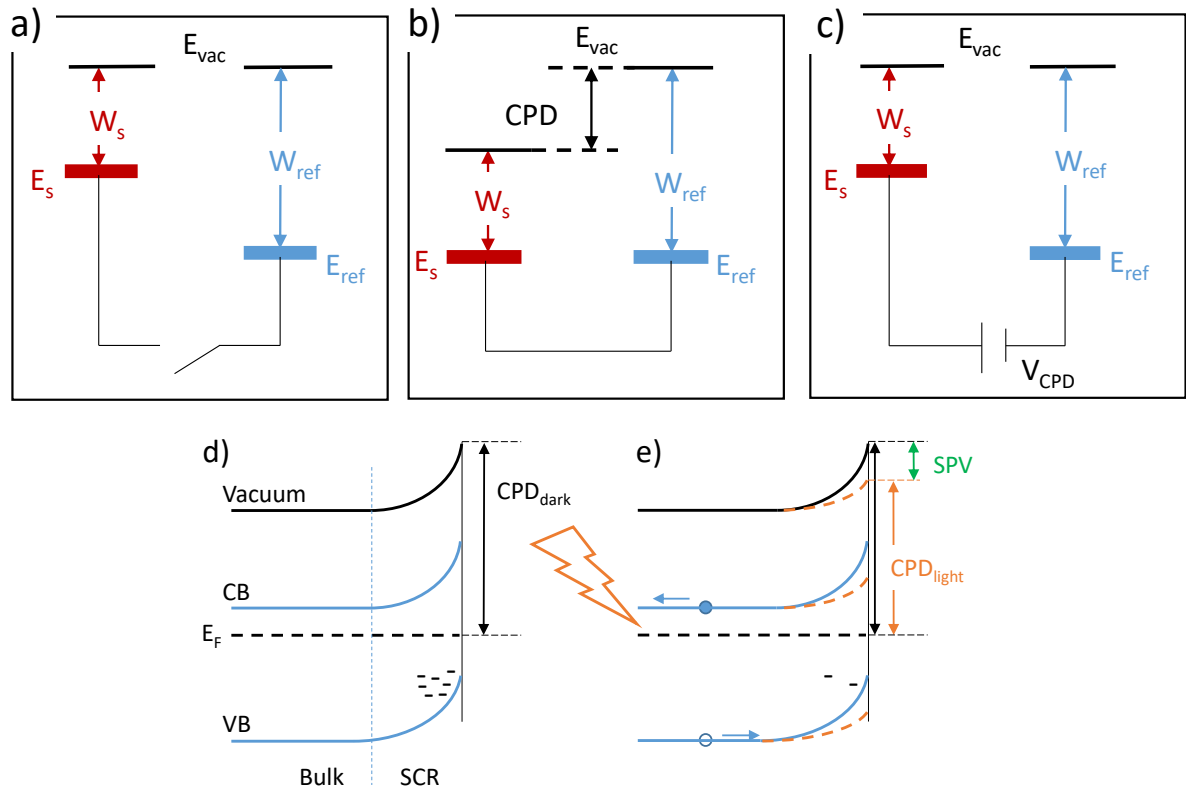 a)
E_vac
W_s
W_ref
E_s
E_ref
b)
E_vac
CPD
W_s
W_ref
E_s
E_ref
c)
E_vac
W_s
W_ref
E_s
E_ref
V_CPD
d)
Vacuum
CPD_dark
CB
E_F
VB
Bulk
SCR
e)
SPV
CPD_light